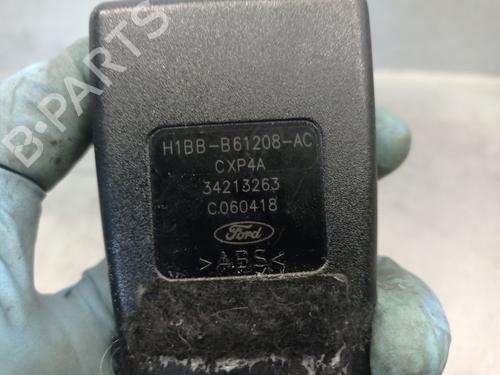 B-PARTS
H1BB-B61208-AC
CXP4A
34213263
C060418
Ford
>ABS<